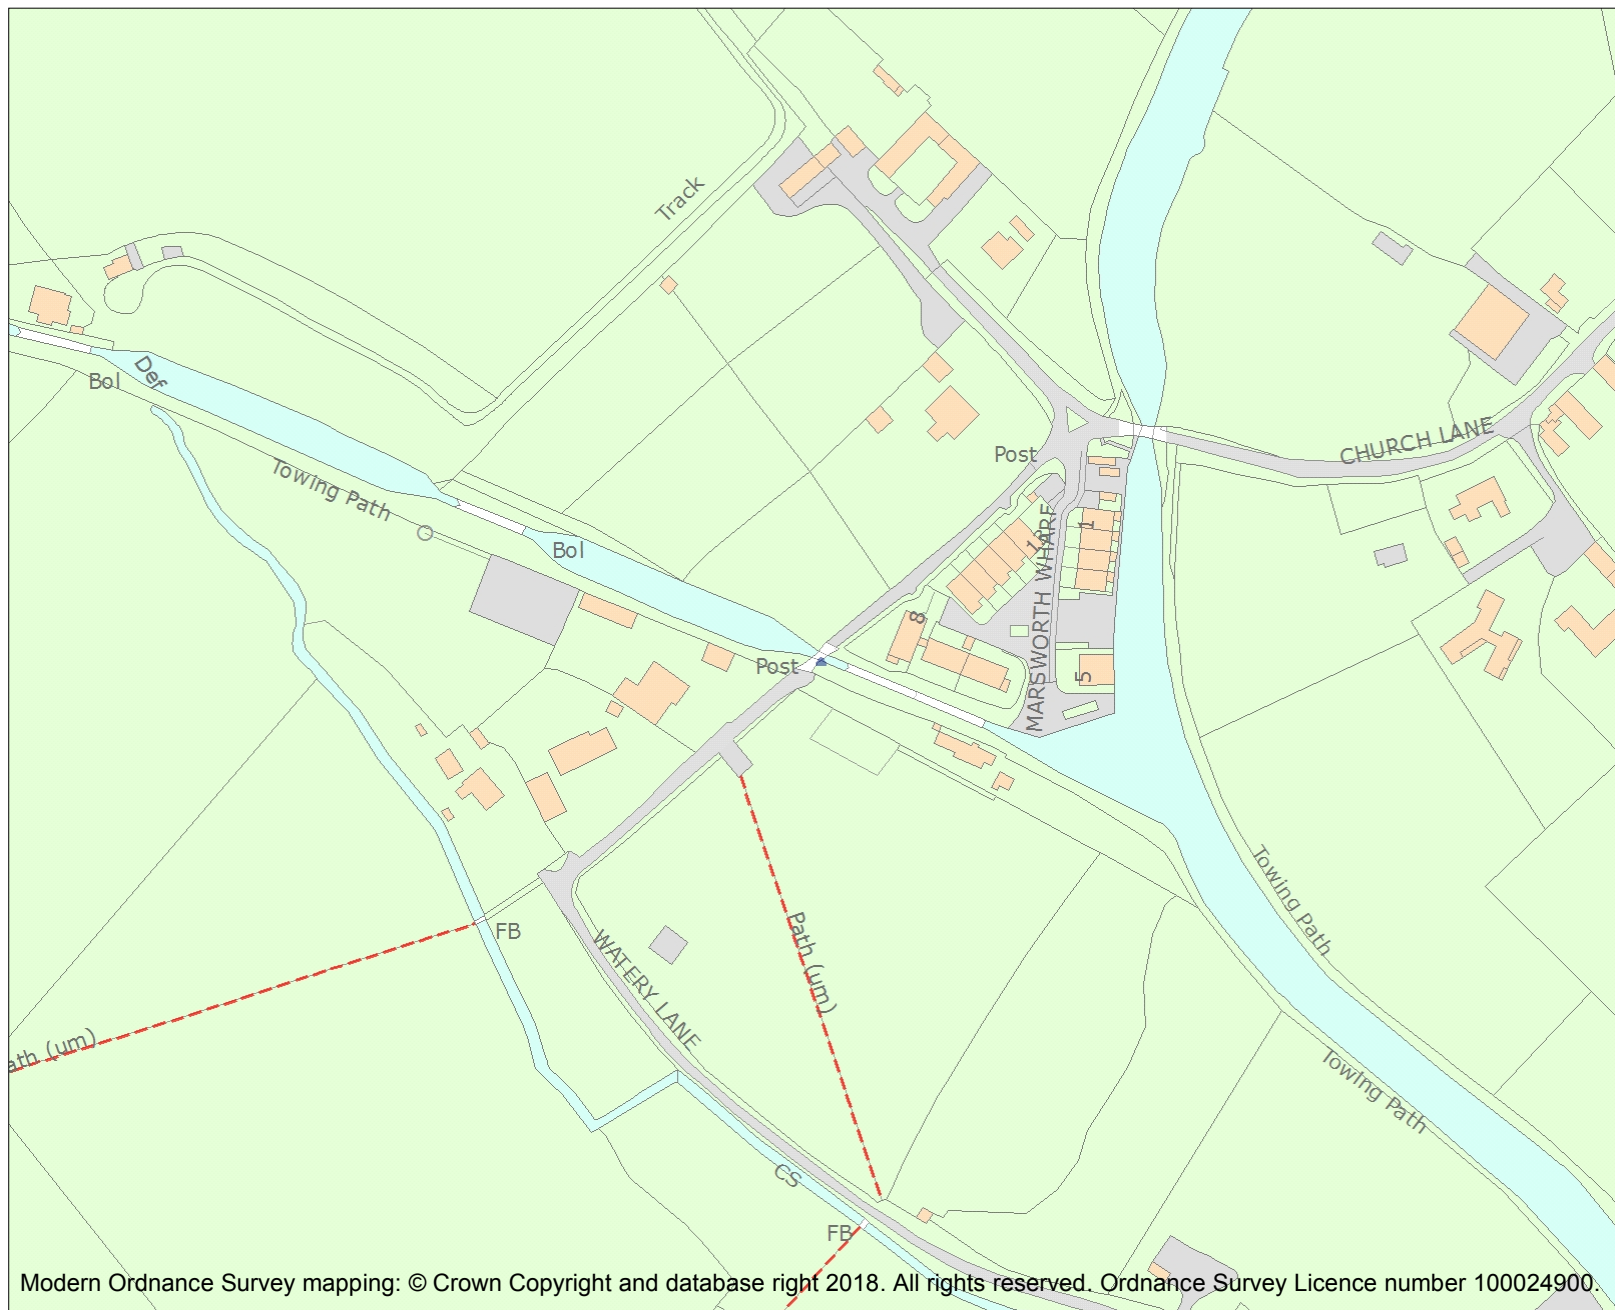 Track
Def
Bol
Towing Path
Bol
Post
CHURCH LANE
MARSWORTH WHARF
1
8
5
Post
Towing Path
FB
WATERY LANE
Path (um)
ath (um)
Towing Path
CS
FB
Modern Ordnance Survey mapping: © Crown Copyright and database right 2018. All rights reserved. Ordnance Survey Licence number 100024900.